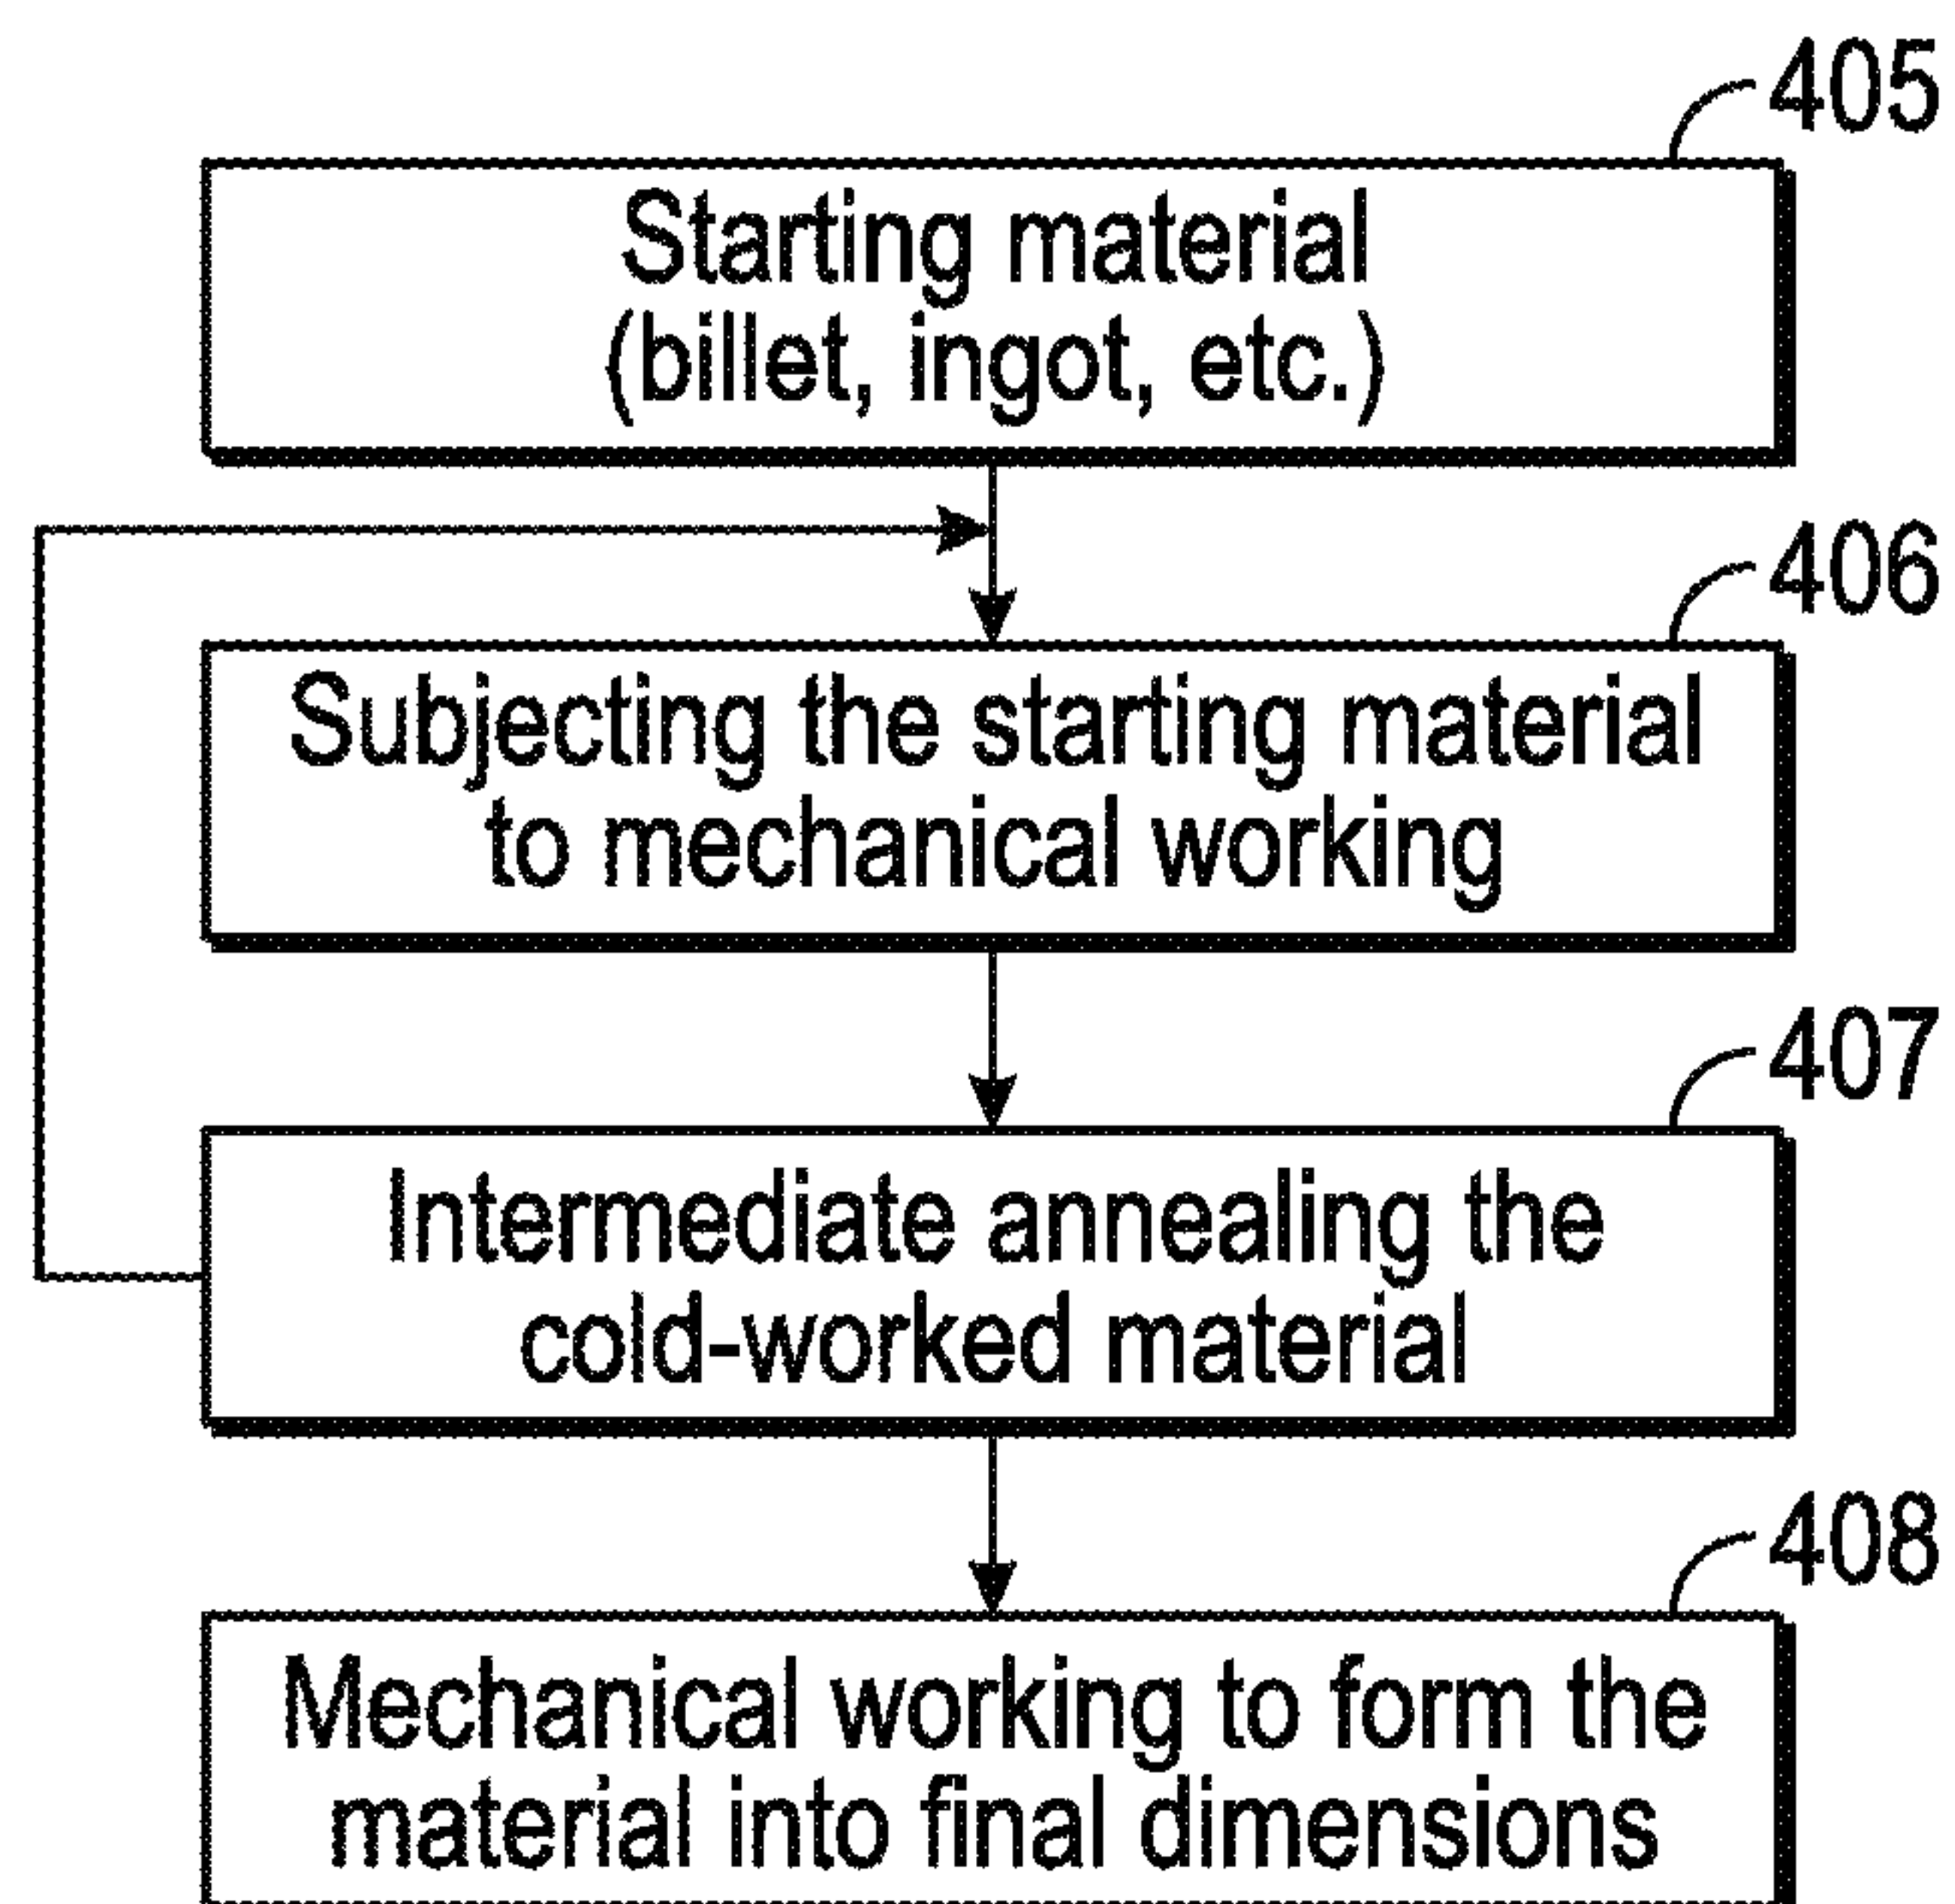 405
Starting material
(billet, ingot, etc.)
406
Subjecting the starting material
to mechanical working
407
Intermediate annealing the
cold-worked material
408
Mechanical working to form the
material into final dimensions